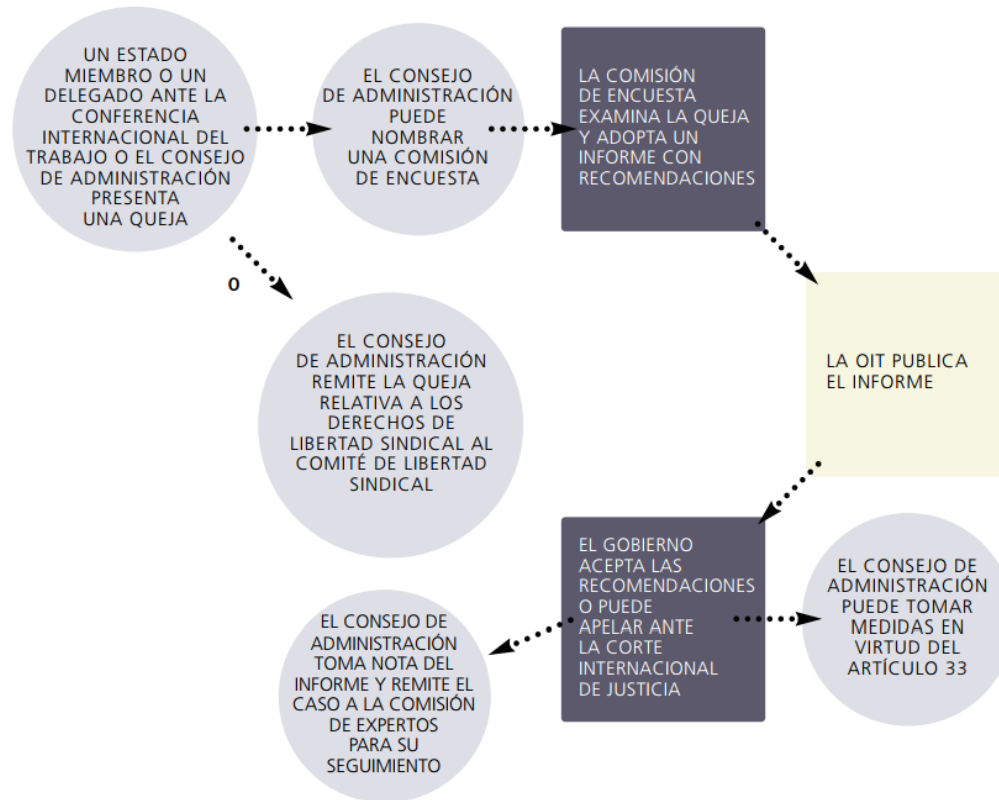 UN ESTADO
MIEMBRO O UN
DELEGADO ANTE LA
CONFERENCIA
INTERNACIONAL DEL
TRABAJO O EL CONSEJO
DE ADMINISTRACIÓN
PRESENTA
UNA QUEJA
EL CONSEJO
DE ADMINISTRACIÓN
PUEDE
NOMBRAR
UNA COMISIÓN
DE ENCUESTA
LA COMISIÓN
DE ENCUESTA
EXAMINA LA QUEJA
Y ADOPTA UN
INFORME CON
RECOMENDACIONES
O
EL CONSEJO
DE ADMINISTRACIÓN
REMITE LA QUEJA
RELATIVA A LOS
DERECHOS DE
LIBERTAD SINDICAL AL
COMITÉ DE LIBERTAD
SINDICAL
LA OIT PUBLICA
EL INFORME
EL GOBIERNO
ACEPTA LAS
RECOMENDACIONES
O PUEDE
APELAR ANTE
LA CORTE
INTERNACIONAL
DE JUSTICIA
EL CONSEJO DE
ADMINISTRACIÓN
PUEDE TOMAR
MEDIDAS EN
VIRTUD DEL
ARTÍCULO 33
EL CONSEJO DE
ADMINISTRACIÓN
TOMA NOTA DEL
INFORME Y REMITE EL
CASO A LA COMISIÓN
DE EXPERTOS
PARA SU
SEGUIMIENTO